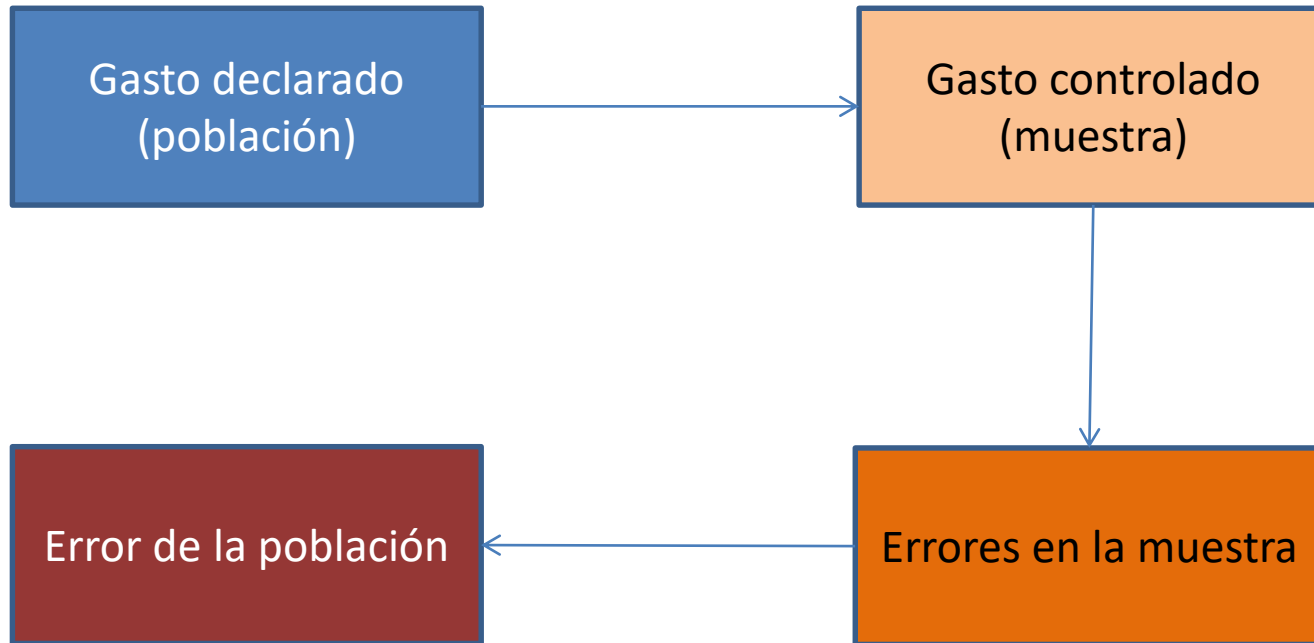 Gasto declarado
(población)
Gasto controlado
(muestra)
Error de la población
Errores en la muestra